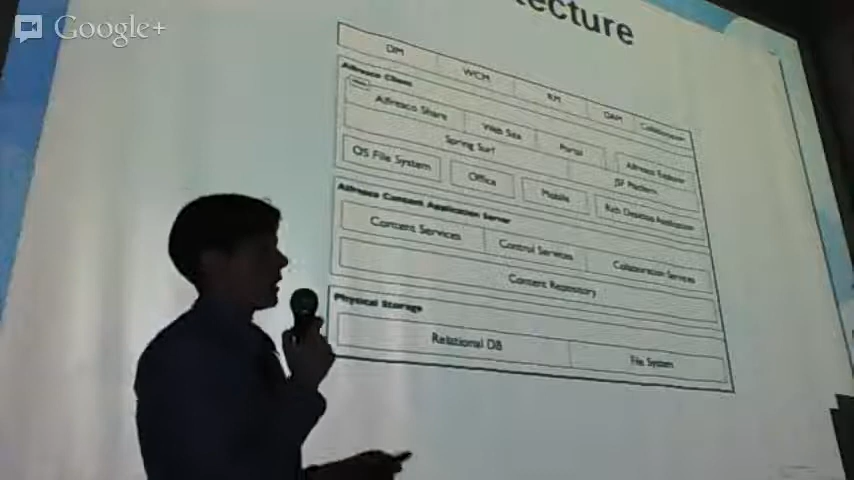 Google+
tecture
DM WCM RM DAM Collaboration
Alfresco Client
Alfresco Share Web Site Portal Alfresco Explorer
Spring Surf JSF Platform
OS File System Office Mobile Rich Desktop Application
Alfresco Content Application Server
Content Services Control Services Collaboration Services
Content Repository
Physical Storage
Relational DB File System